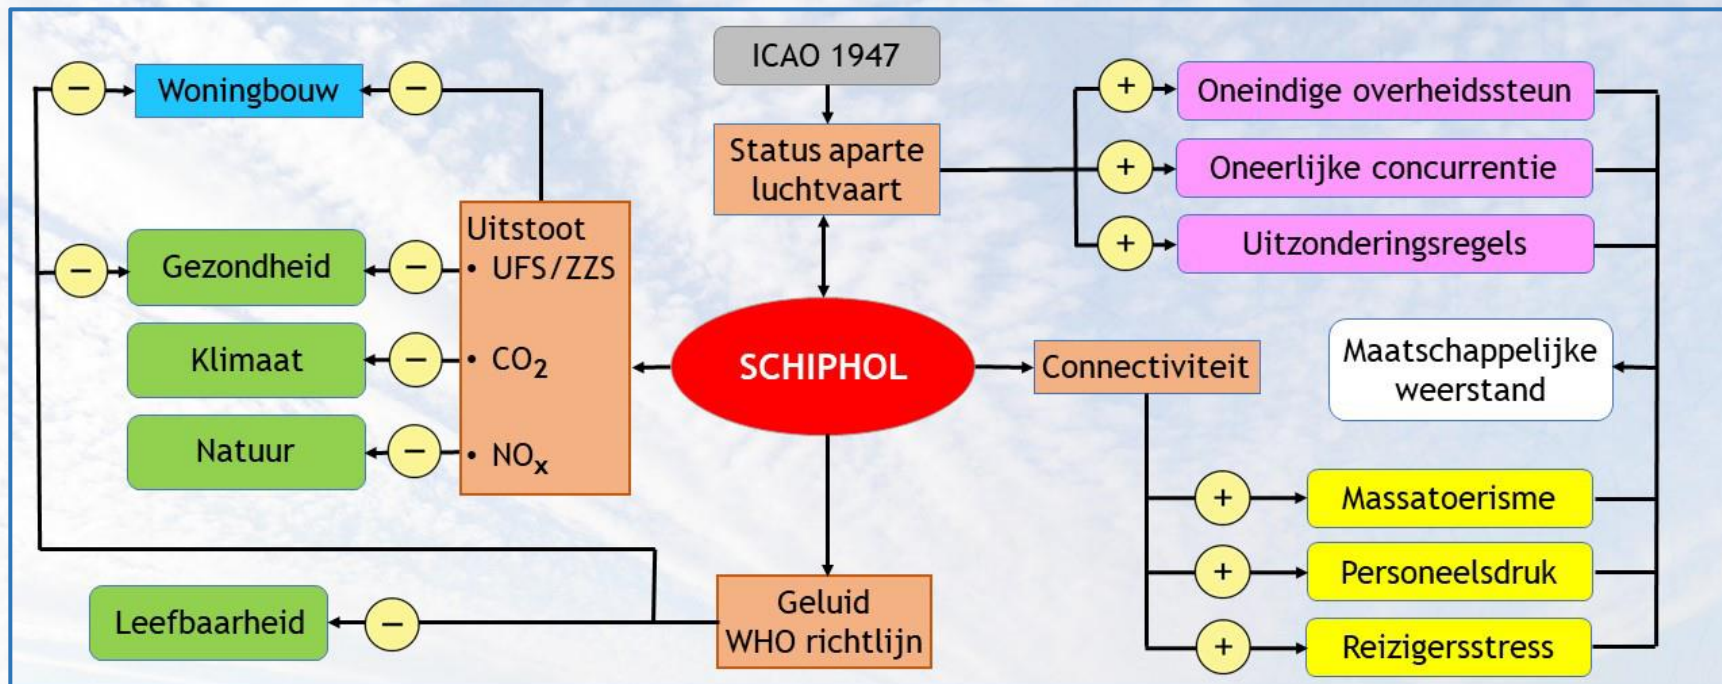 ICAO 1947
Status aparte
luchtvaart
− Woningbouw −
+ Oneindige overheidssteun
+ Oneerlijke concurrentie
+ Uitzonderingsregels
Uitstoot
• UFS/ZZS
• CO₂
• NOₓ
− Gezondheid −
Klimaat −
Natuur −
SCHIPHOL
Connectiviteit
Maatschappelijke
weerstand
+ Massatoerisme
+ Personeelsdruk
+ Reizigersstress
Geluid
WHO richtlijn
Leefbaarheid −